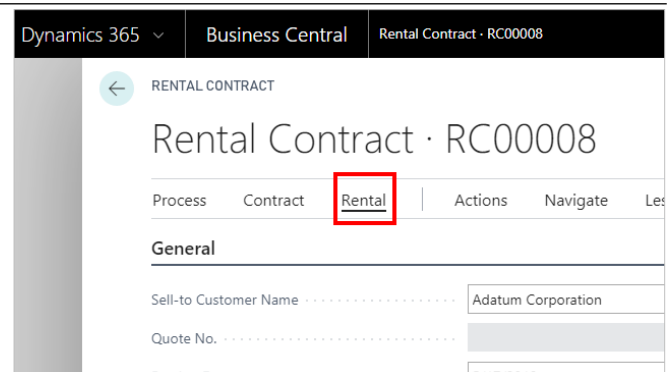 Dynamics 365 Business Central Rental Contract · RC00008
RENTAL CONTRACT
Rental Contract · RC00008
Process Contract Rental Actions Navigate
General
Sell-to Customer Name Adatum Corporation
Quote No.